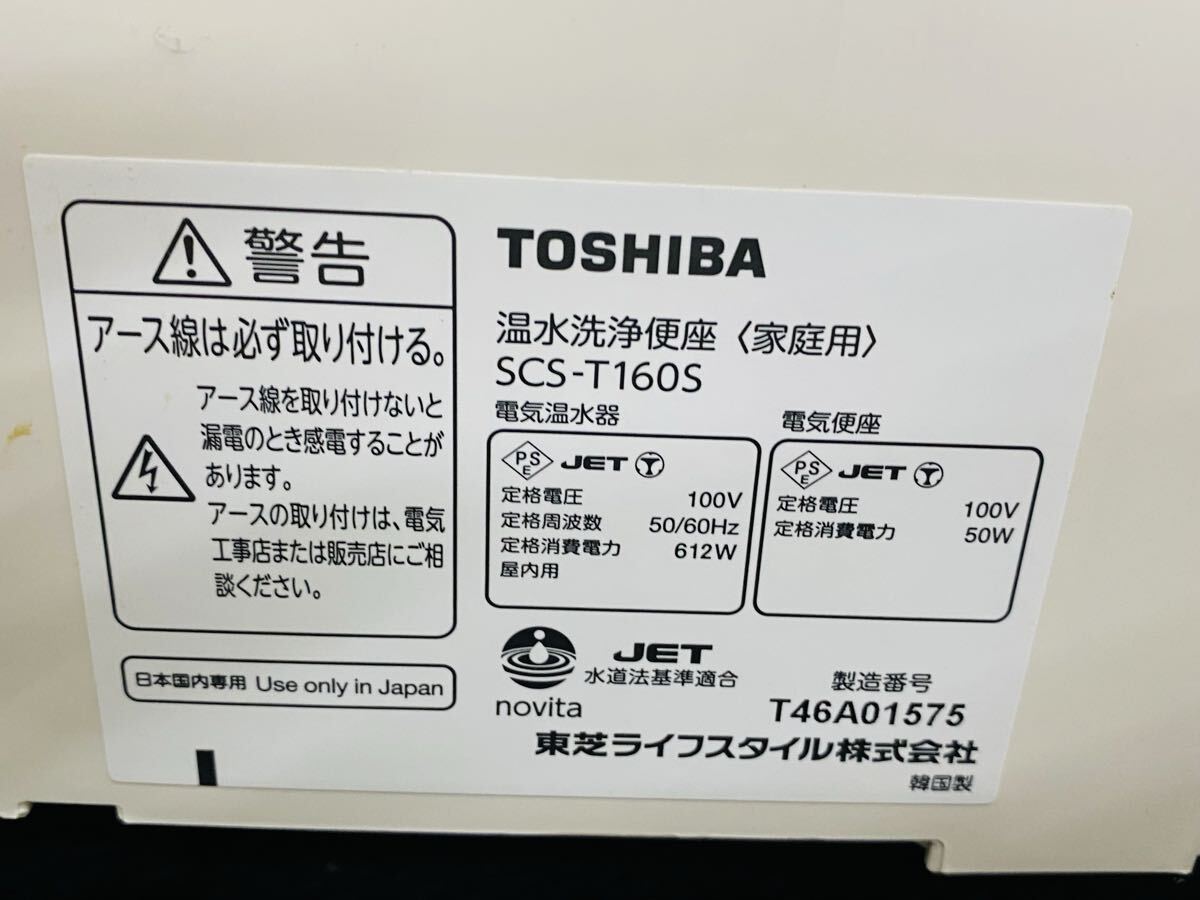 警告
アース線は必ず取り付ける。
アース線を取り付けないと
漏電のとき感電することが
あります。
アースの取り付けは、電気
工事店または販売店にご相
談ください。
日本国内専用 Use only in Japan
TOSHIBA
温水洗浄便座〈家庭用〉
SCS-T160S
電気温水器
PSE JET
定格電圧 100V
定格周波数 50/60Hz
定格消費電力 612W
屋内用
電気便座
PSE JET
定格電圧 100V
定格消費電力 50W
novita
JET
水道法基準適合
製造番号
T46A01575
東芝ライフスタイル株式会社
韓国製